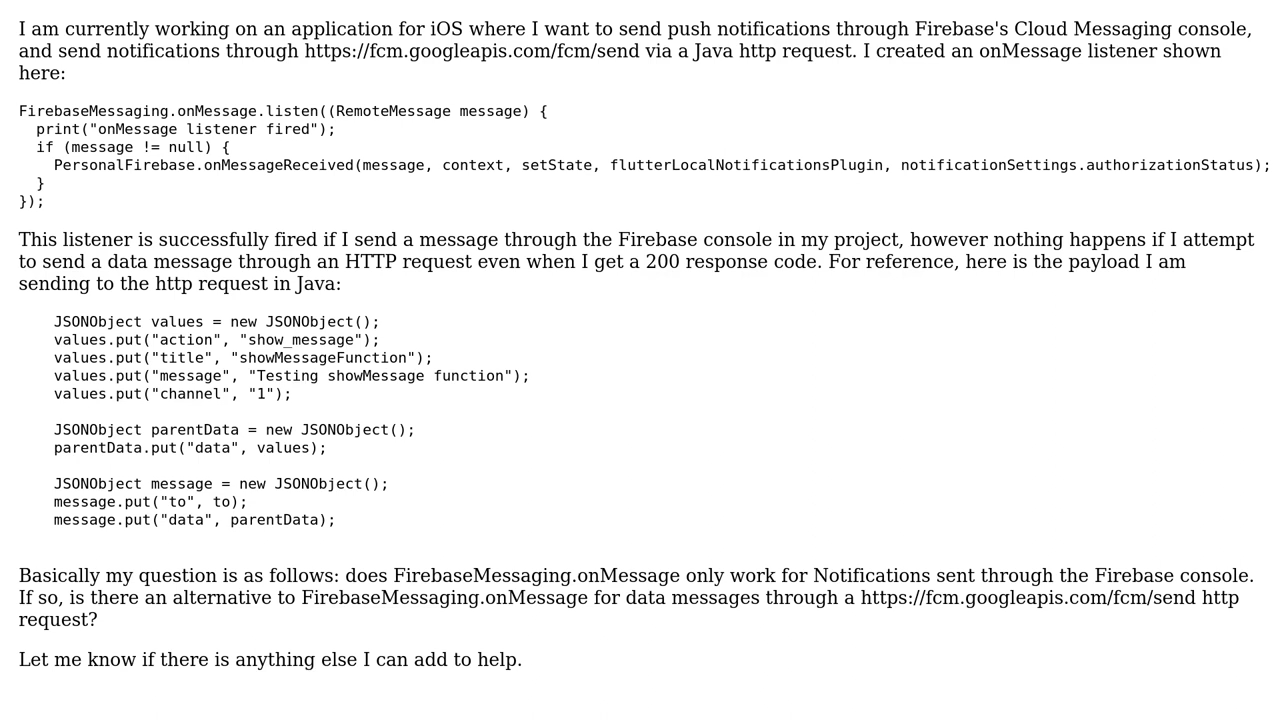 I am currently working on an application for iOS where I want to send push notifications through Firebase's Cloud Messaging console,
and send notifications through https://fcm.googleapis.com/fcm/send via a Java http request. I created an onMessage listener shown
here:
FirebaseMessaging.onMessage.listen((RemoteMessage message) {
  print("onMessage listener fired");
  if (message != null) {
    PersonalFirebase.onMessageReceived(message, context, setState, flutterLocalNotificationsPlugin, notificationSettings.authorizationStatus);
  }
});
This listener is successfully fired if I send a message through the Firebase console in my project, however nothing happens if I attempt
to send a data message through an HTTP request even when I get a 200 response code. For reference, here is the payload I am
sending to the http request in Java:
    JSONObject values = new JSONObject();
    values.put("action", "show_message");
    values.put("title", "showMessageFunction");
    values.put("message", "Testing showMessage function");
    values.put("channel", "1");
    JSONObject parentData = new JSONObject();
    parentData.put("data", values);
    JSONObject message = new JSONObject();
    message.put("to", to);
    message.put("data", parentData);
Basically my question is as follows: does FirebaseMessaging.onMessage only work for Notifications sent through the Firebase console.
If so, is there an alternative to FirebaseMessaging.onMessage for data messages through a https://fcm.googleapis.com/fcm/send http
request?
Let me know if there is anything else I can add to help.